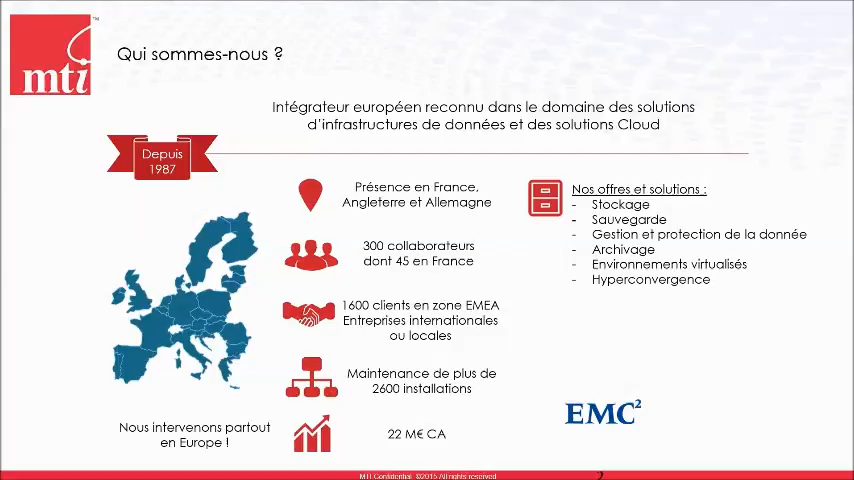 mti
TM
Qui sommes-nous ?
Intégrateur européen reconnu dans le domaine des solutions
d'infrastructures de données et des solutions Cloud
Depuis
1987
Présence en France,
Angleterre et Allemagne
300 collaborateurs
dont 45 en France
1600 clients en zone EMEA
Entreprises internationales
ou locales
Maintenance de plus de
2600 installations
22 M€ CA
Nous intervenons partout
en Europe !
Nos offres et solutions :
- Stockage
- Sauvegarde
- Gestion et protection de la donnée
- Archivage
- Environnements virtualisés
- Hyperconvergence
EMC²
MTI Confidential ©2015 All rights reserved
2